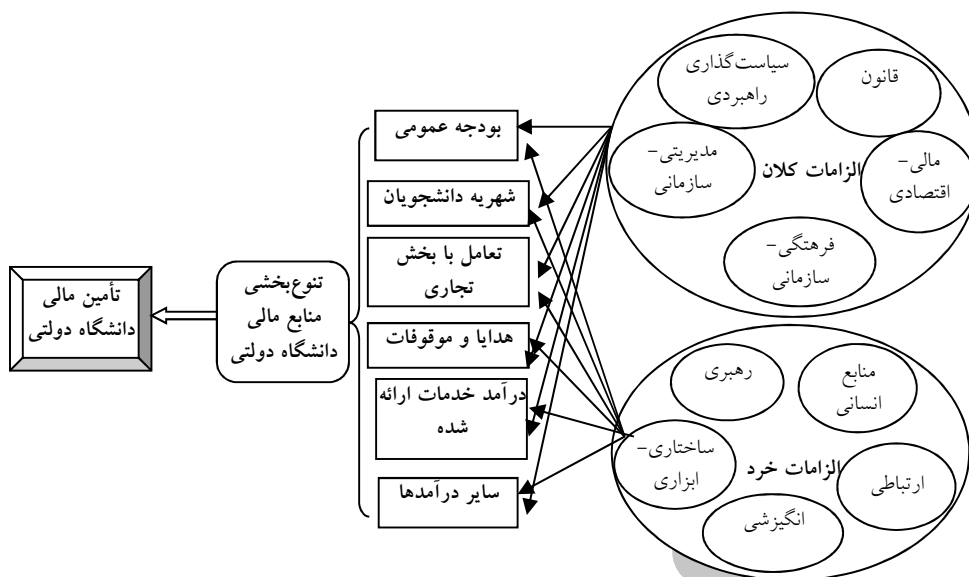 سیاست‌گذاری
راهبردی
قانون
مدیریتی-
سازمانی
الزامات کلان
مالی-
اقتصادی
فرهتگی-
سازمانی
بودجه عمومی
شهریه دانشجویان
تعامل با بخش
تجاری
هدایا و موقوفات
درآمد خدمات ارائه
شده
سایر درآمدها
تنوع‌بخشی
منابع مالی
دانشگاه دولتی
تأمین مالی
دانشگاه دولتی
رهبری
منابع
انسانی
ساختاری-
ابزاری
الزامات خرد
ارتباطی
انگیزشی